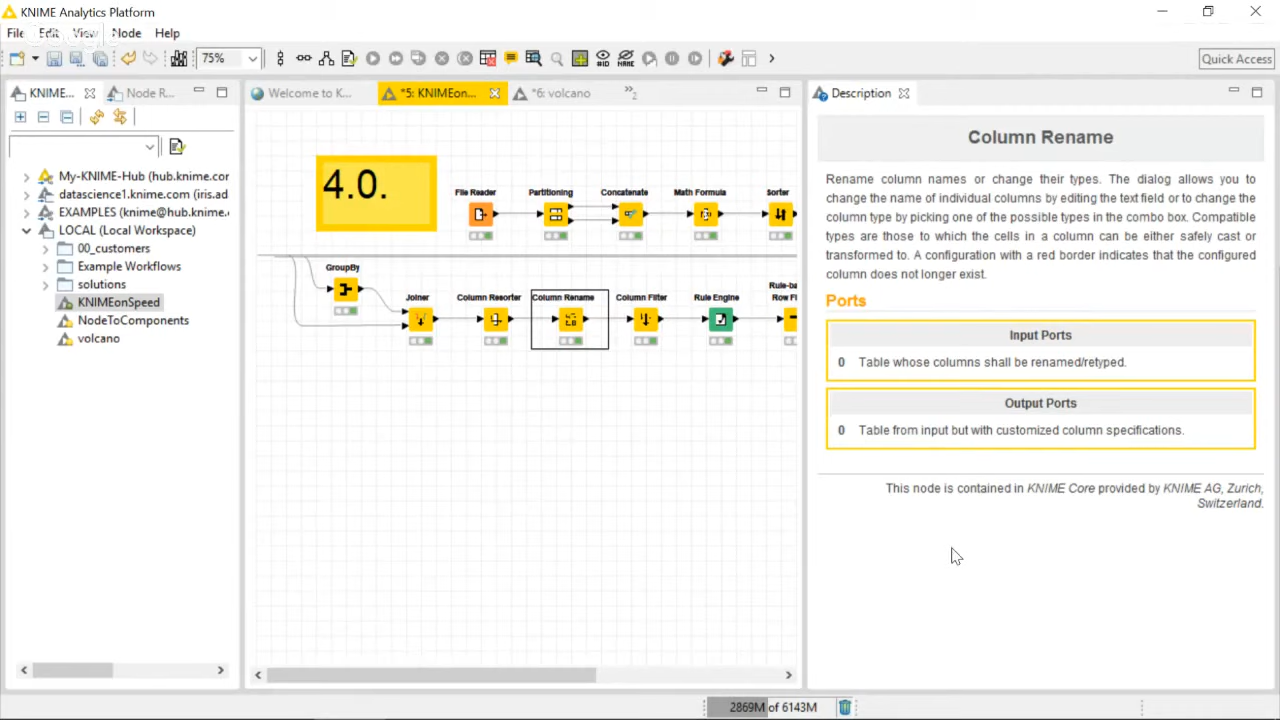 KNIME Analytics Platform
File Edit View Node Help
75%
Quick Access
KNIME...
Node R...
Welcome to K...
*5: KNIMEon...
*6: volcano
»2
Description
My-KNIME-Hub (hub.knime.cor
datascience1.knime.com (iris.ad
EXAMPLES (knime@hub.knime.
LOCAL (Local Workspace)
00_customers
Example Workflows
solutions
KNIMEonSpeed
NodeToComponents
volcano
4.0.
File Reader
Partitioning
Concatenate
Math Formula
Sorter
GroupBy
Joiner
Column Resorter
Column Rename
Column Filter
Rule Engine
Rule-ba
Row Fi
Column Rename
Rename column names or change their types. The dialog allows you to
change the name of individual columns by editing the text field or to change the
column type by picking one of the possible types in the combo box. Compatible
types are those to which the cells in a column can be either safely cast or
transformed to. A configuration with a red border indicates that the configured
column does not longer exist.
Ports
Input Ports
0 Table whose columns shall be renamed/retyped.
Output Ports
0 Table from input but with customized column specifications.
This node is contained in KNIME Core provided by KNIME AG, Zurich,
Switzerland.
2869M of 6143M